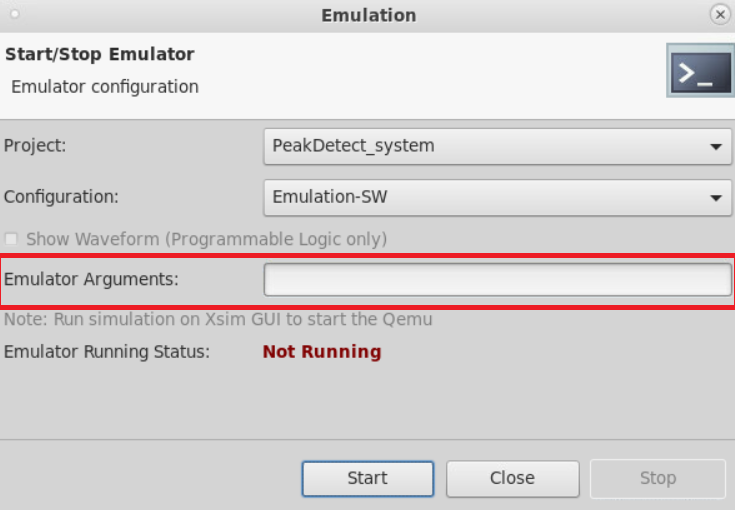 Emulation
Start/Stop Emulator
Emulator configuration
Project: PeakDetect_system
Configuration: Emulation-SW
Show Waveform (Programmable Logic only)
Emulator Arguments:
Note: Run simulation on Xsim GUI to start the Qemu
Emulator Running Status: Not Running
Start Close Stop